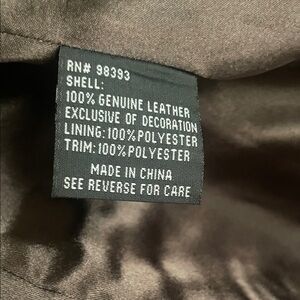 RN# 98393
SHELL:
100% GENUINE LEATHER
EXCLUSIVE OF DECORATION
LINING: 100% POLYESTER
TRIM: 100% POLYESTER
MADE IN CHINA
SEE REVERSE FOR CARE